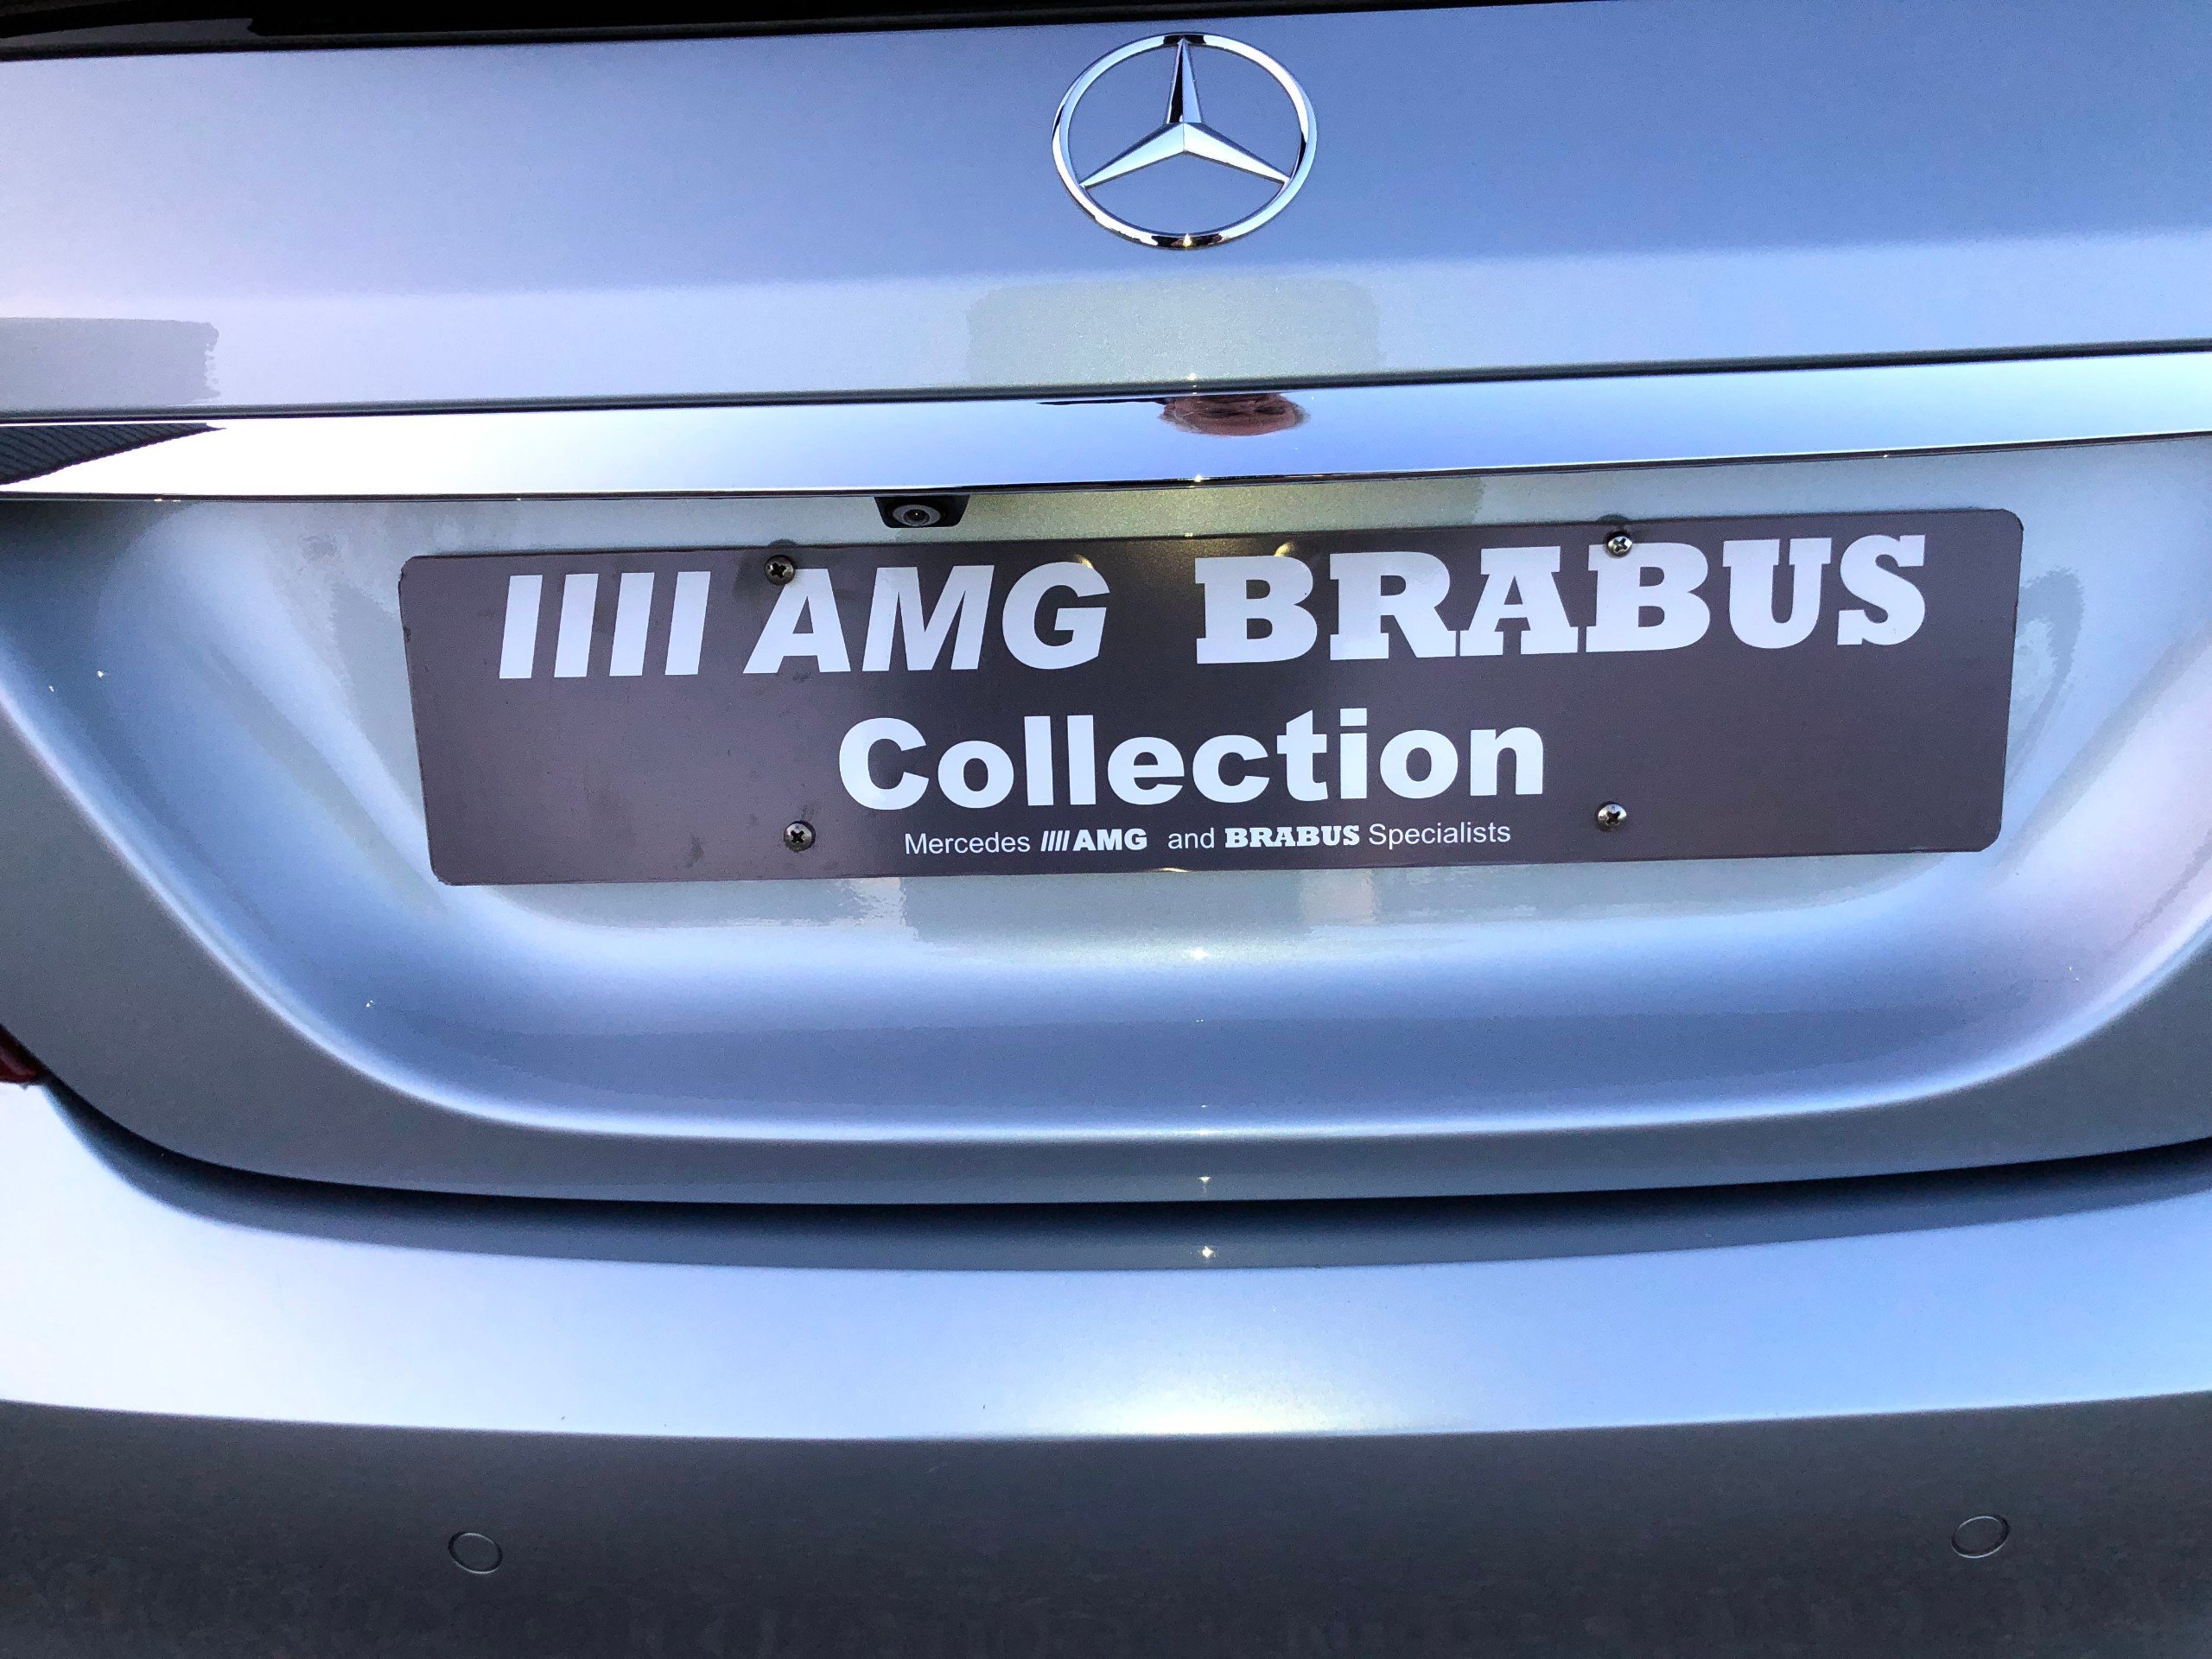 AMG BRABUS
Collection
Mercedes AMG and BRABUS Specialists